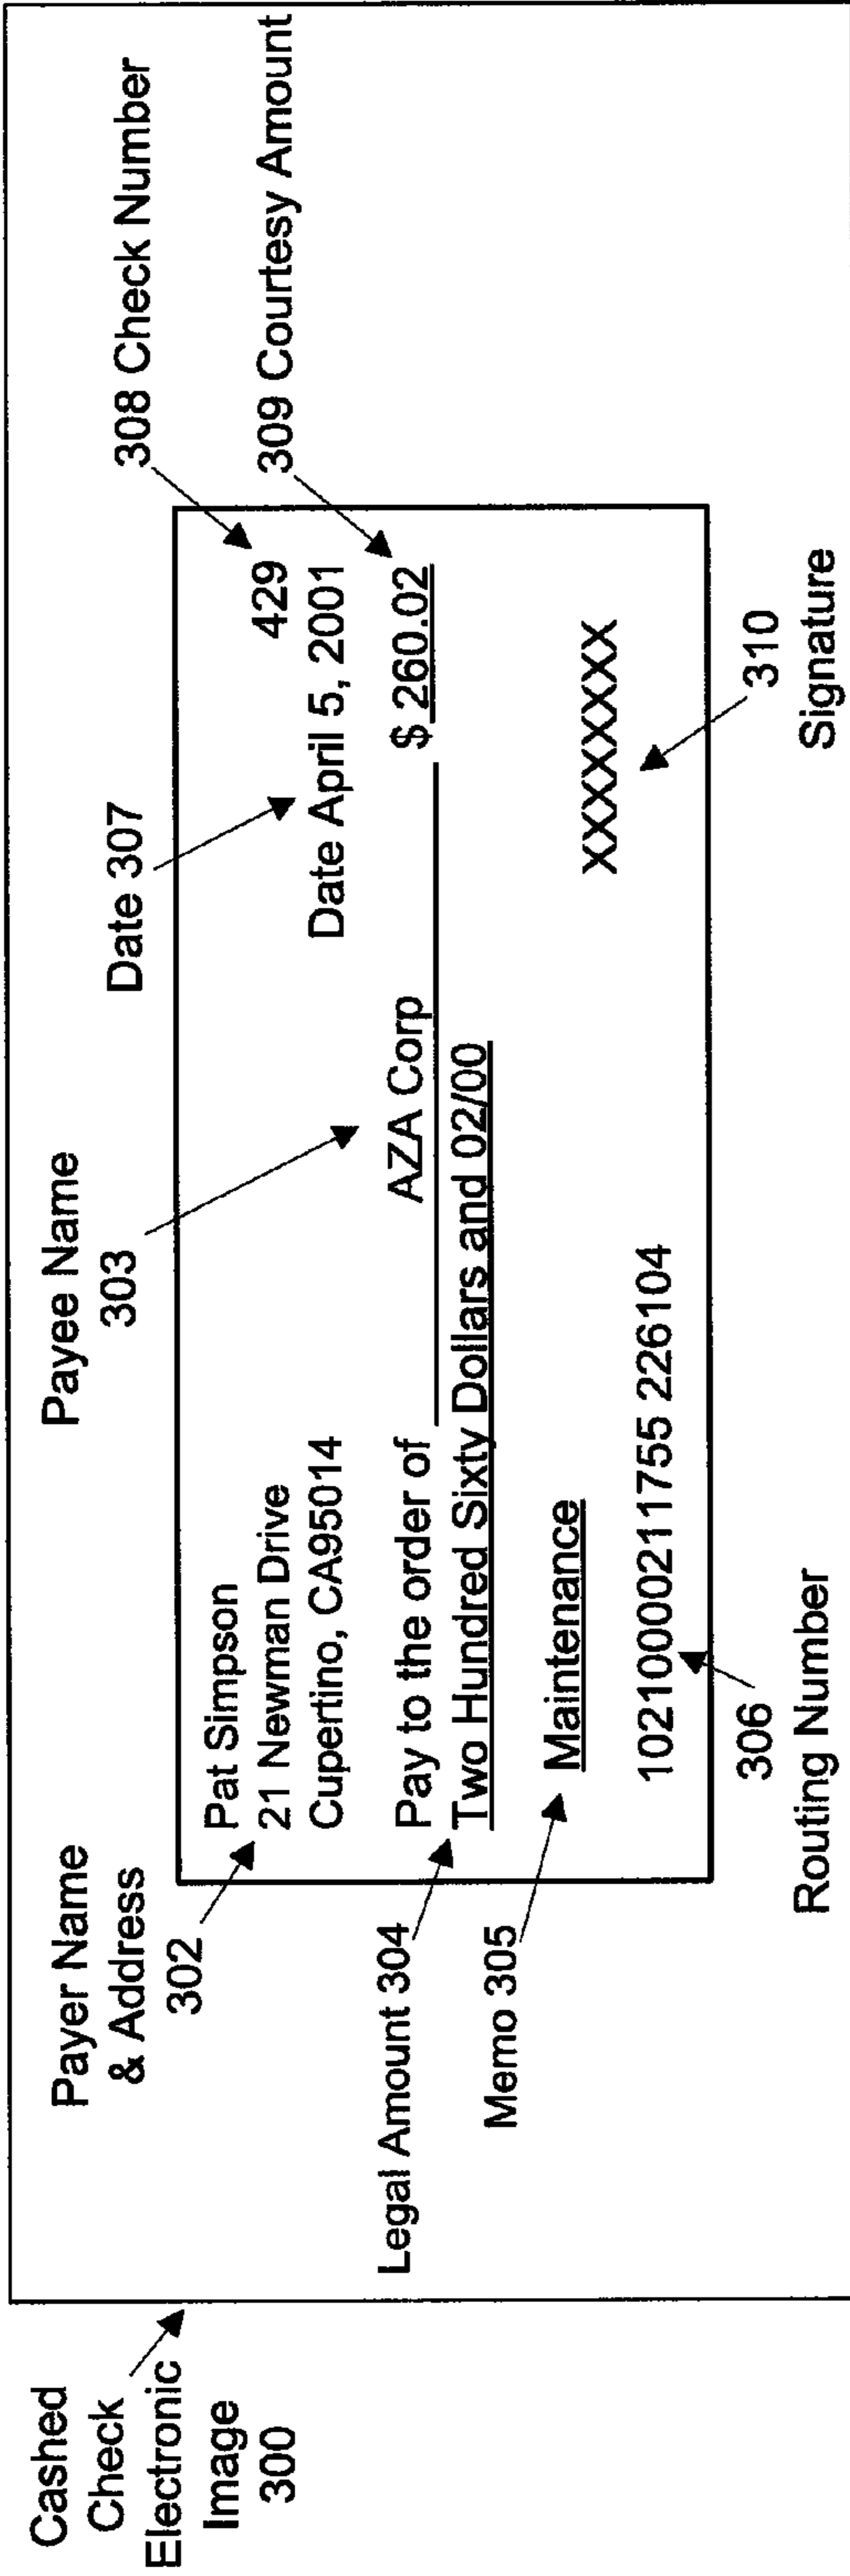 Cashed
Check
Electronic
Image
300
Payer Name
& Address
302
Payee Name
303
Date 307
308 Check Number
309 Courtesy Amount
Pat Simpson
21 Newman Drive
Cupertino, CA95014
429
Date April 5, 2001
Pay to the order of AZA Corp $ 260.02
Two Hundred Sixty Dollars and 02/00
Legal Amount 304
Memo 305
Maintenance
XXXXXXXX
1021000021 1755 226104
306
Routing Number
310
Signature